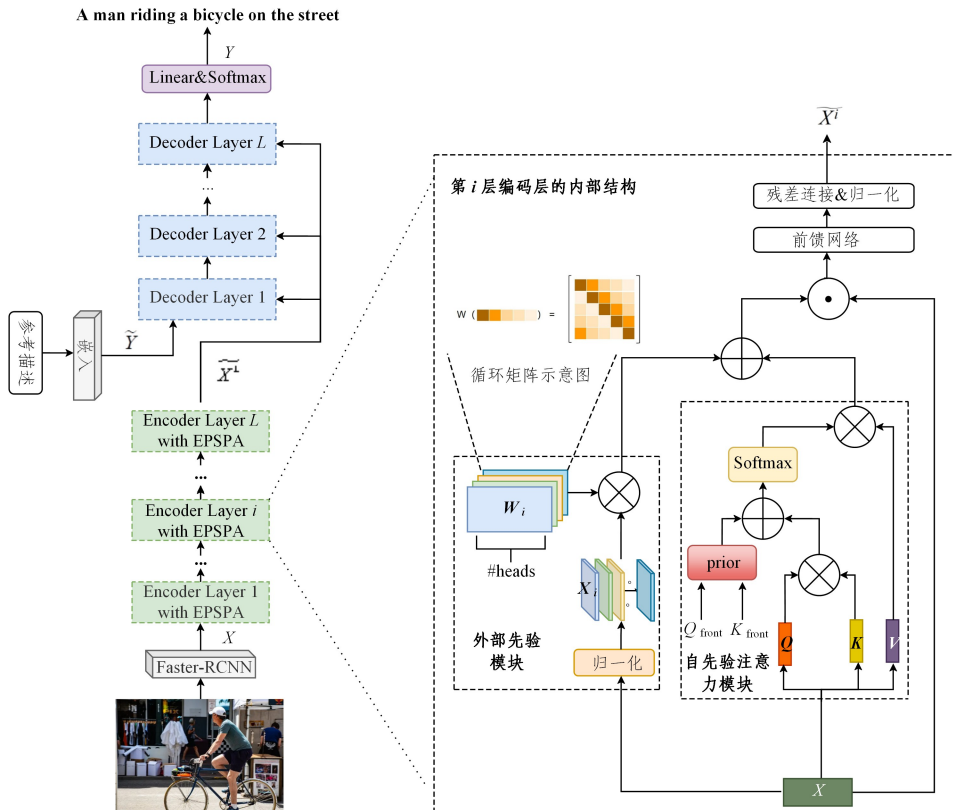 A man riding a bicycle on the street
Y
Linear&Softmax
Decoder Layer L
...
Decoder Layer 2
Decoder Layer 1
参考描述
嵌入
Ỹ
X̃ᴸ
Encoder Layer L
with EPSPA
...
Encoder Layer i
with EPSPA
...
Encoder Layer 1
with EPSPA
X
Faster-RCNN
X̃ⁱ
第 i 层编码层的内部结构
残差连接&归一化
前馈网络
W ( ) =
循环矩阵示意图
W i
#heads
X i
外部先验
模块
归一化
Softmax
prior
Q front K front
Q
K
V
自先验注意
力模块
X